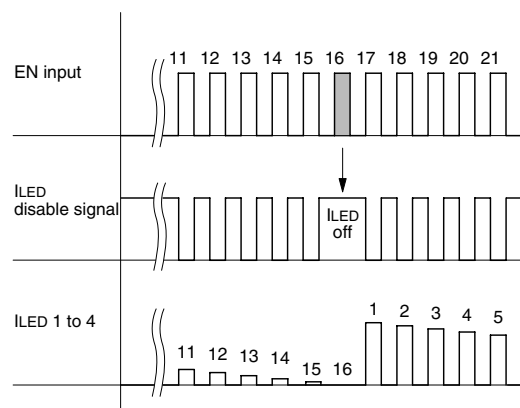 11 12 13 14 15 16 17 18 19 20 21
EN input
ILED
disable signal
ILED
off
ILED 1 to 4
1 2 3 4 5
11 12 13 14 15 16